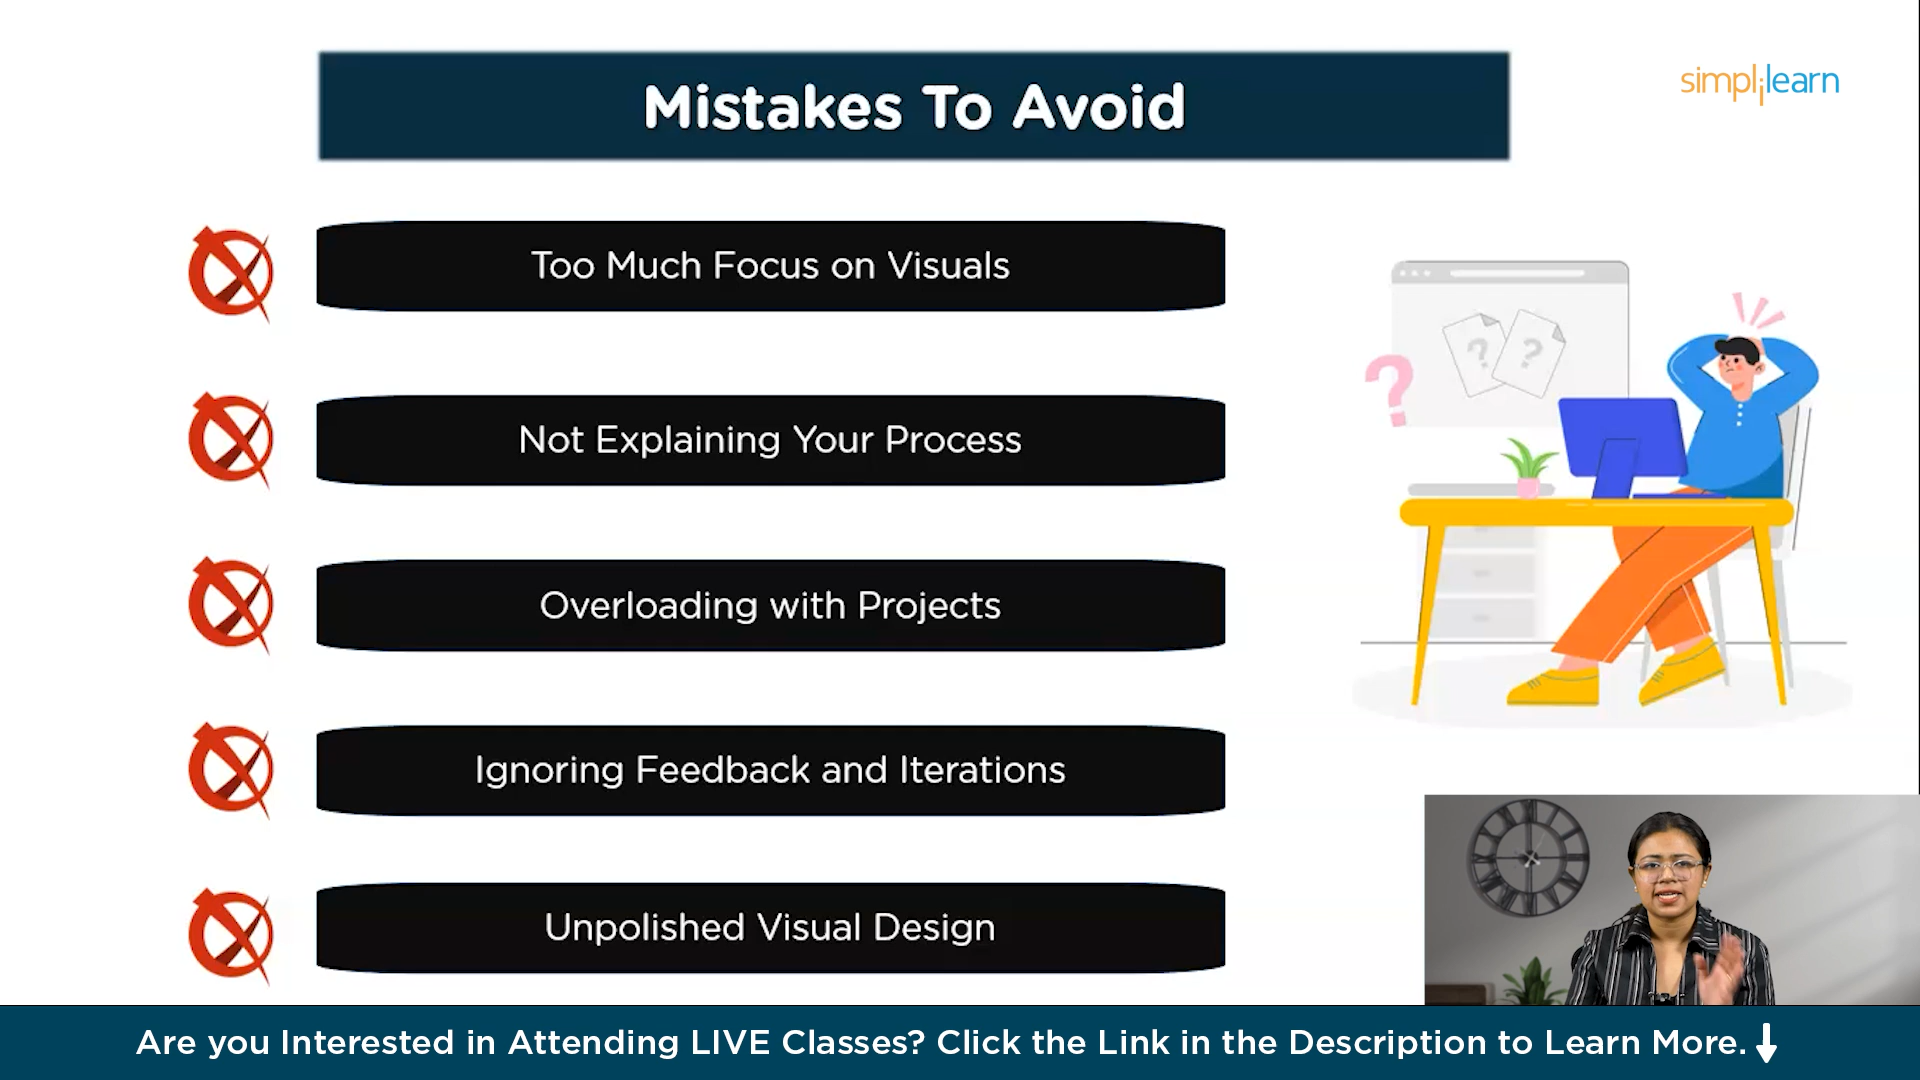 Mistakes To Avoid
simplilearn
Too Much Focus on Visuals
Not Explaining Your Process
Overloading with Projects
Ignoring Feedback and Iterations
Unpolished Visual Design
? ?
?
Are you Interested in Attending LIVE Classes? Click the Link in the Description to Learn More.